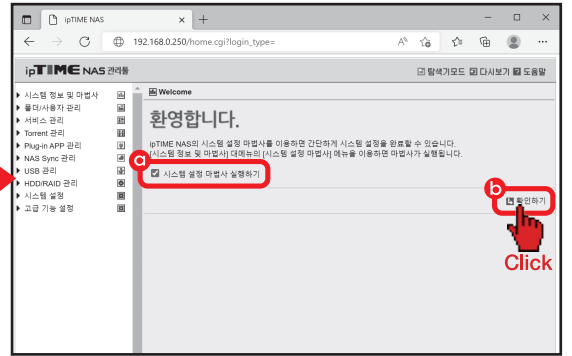 ipTIME NAS
192.168.0.250/home.cgi?login_type=
ipTIME NAS 관리툴
탐색기모드 다시보기 도움말
시스템 정보 및 마법사
폴더/사용자 관리
서비스 관리
Torrent 관리
Plug-in APP 관리
NAS Sync 관리
USB 관리
HDD/RAID 관리
시스템 설정
고급 기능 설정
Welcome
환영합니다.
ipTIME NAS의 시스템 설정 마법사를 이용하면 간단하게 시스템 설정을 완료할 수 있습니다.
[시스템 정보 및 마법사] 대메뉴의 [시스템 설정 마법사] 메뉴을 이용하면 마법사가 실행됩니다.
a
시스템 설정 마법사 실행하기
b
확인하기
Click